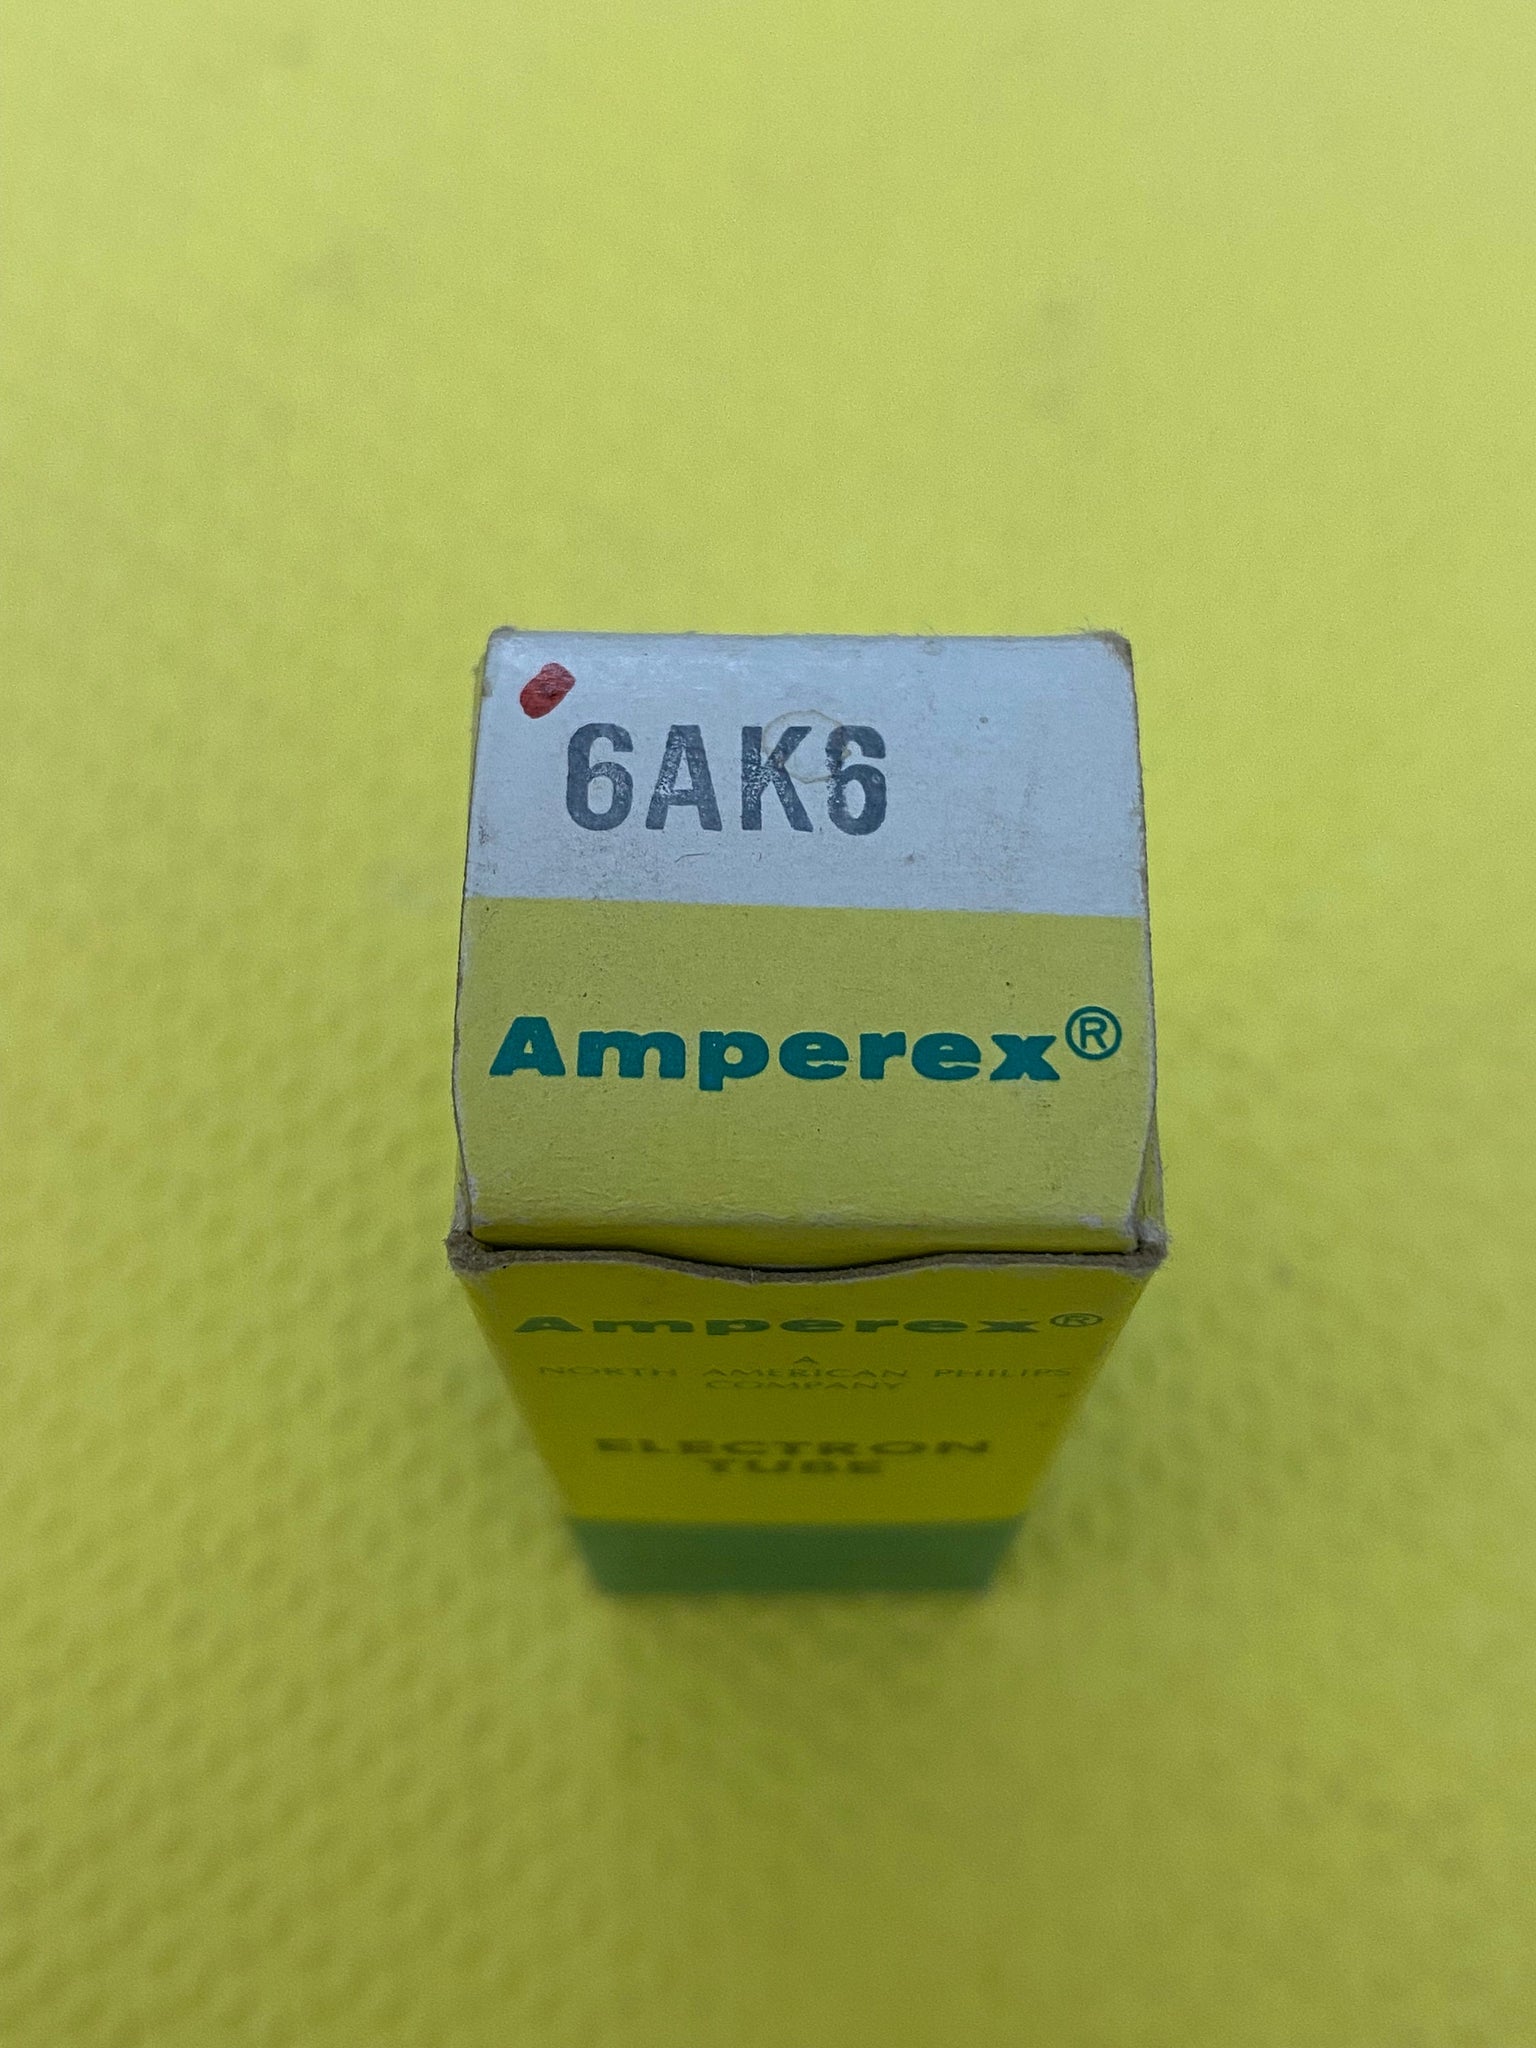 6AK6
Amperex®
Amperex®
A
NORTH AMERICAN PHILIPS
COMPANY
ELECTRON
TUBE